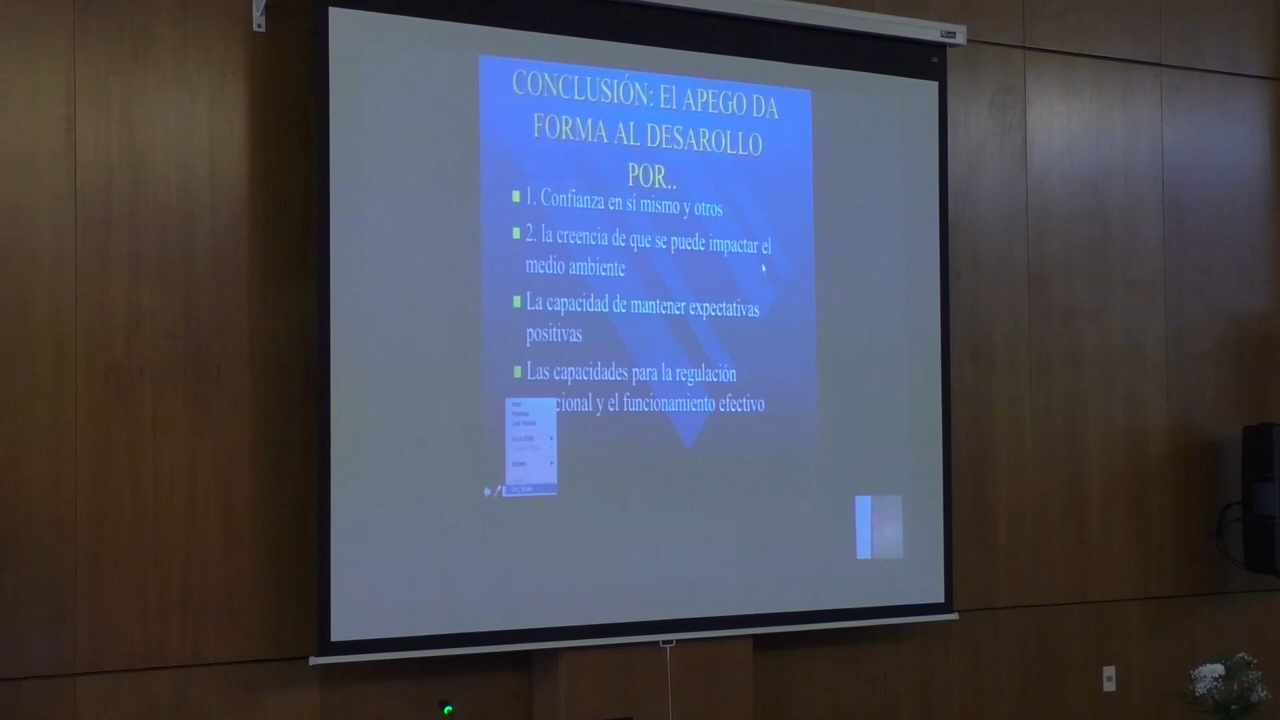 CONCLUSIÓN: El APEGO DA
FORMA AL DESAROLLO
POR..
1. Confianza en si mismo y otros
2. la creencia de que se puede impactar el
medio ambiente
La capacidad de mantener expectativas
positivas
Las capacidades para la regulación
cional y el funcionamiento efectivo